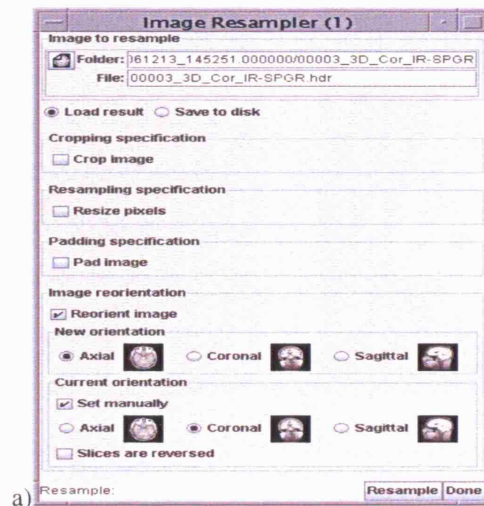 Image Resampler (1)
Image to resample
Folder: )61213_145251.000000/00003_3D_Cor_IR-SPGR
File: 00003_3D_Cor_IR-SPGR.hdr
Load result Save to disk
Cropping specification
Crop image
Resampling specification
Resize pixels
Padding specification
Pad image
Image reorientation
Reorient image
New orientation
Axial Coronal Sagittal
Current orientation
Set manually
Axial Coronal Sagittal
Slices are reversed
a) Resample: Resample Done